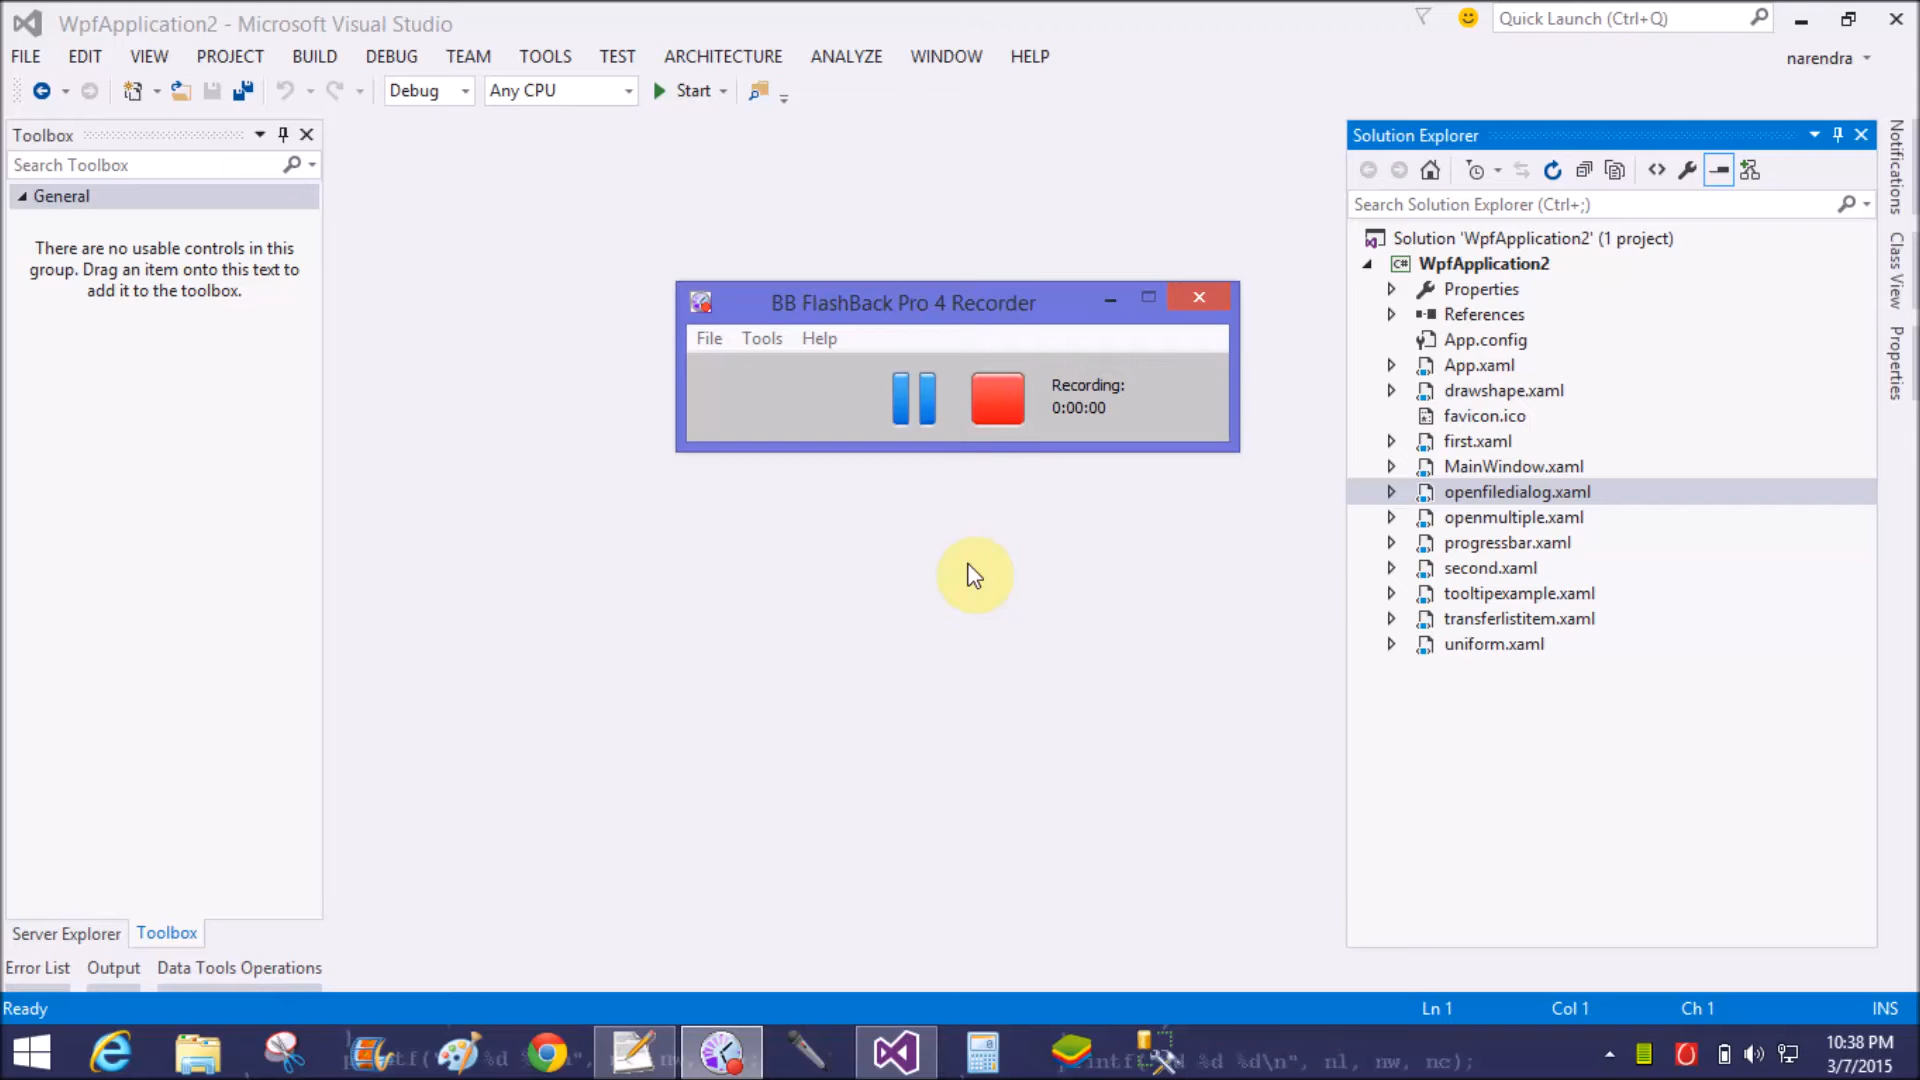 WpfApplication2 - Microsoft Visual Studio
Quick Launch (Ctrl+Q)
FILE EDIT VIEW PROJECT BUILD DEBUG TEAM TOOLS TEST ARCHITECTURE ANALYZE WINDOW HELP
narendra
Debug Any CPU Start
Toolbox
Search Toolbox
General
There are no usable controls in this
group. Drag an item onto this text to
add it to the toolbox.
BB FlashBack Pro 4 Recorder
File Tools Help
Recording:
0:00:00
Solution Explorer
Search Solution Explorer (Ctrl+;)
Solution 'WpfApplication2' (1 project)
C# WpfApplication2
Properties
References
App.config
App.xaml
drawshape.xaml
favicon.ico
first.xaml
MainWindow.xaml
openfiledialog.xaml
openmultiple.xaml
progressbar.xaml
second.xaml
tooltipexample.xaml
transferlistitem.xaml
uniform.xaml
Notifications
Class View
Properties
Server Explorer Toolbox
Error List Output Data Tools Operations
Ready Ln 1 Col 1 Ch 1 INS
%d %d\n", nl, nw, nc);
10:38 PM
3/7/2015